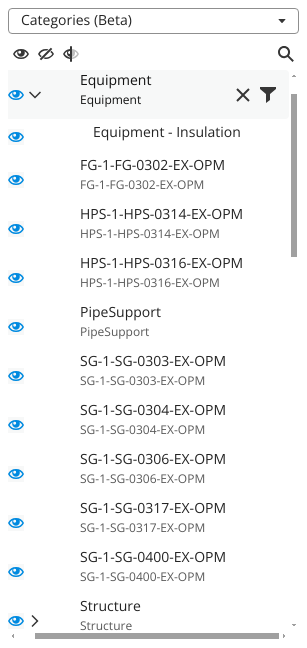 Categories (Beta)
Equipment
Equipment
Equipment - Insulation
FG-1-FG-0302-EX-OPM
FG-1-FG-0302-EX-OPM
HPS-1-HPS-0314-EX-OPM
HPS-1-HPS-0314-EX-OPM
HPS-1-HPS-0316-EX-OPM
HPS-1-HPS-0316-EX-OPM
PipeSupport
PipeSupport
SG-1-SG-0303-EX-OPM
SG-1-SG-0303-EX-OPM
SG-1-SG-0304-EX-OPM
SG-1-SG-0304-EX-OPM
SG-1-SG-0306-EX-OPM
SG-1-SG-0306-EX-OPM
SG-1-SG-0317-EX-OPM
SG-1-SG-0317-EX-OPM
SG-1-SG-0400-EX-OPM
SG-1-SG-0400-EX-OPM
Structure
Structure